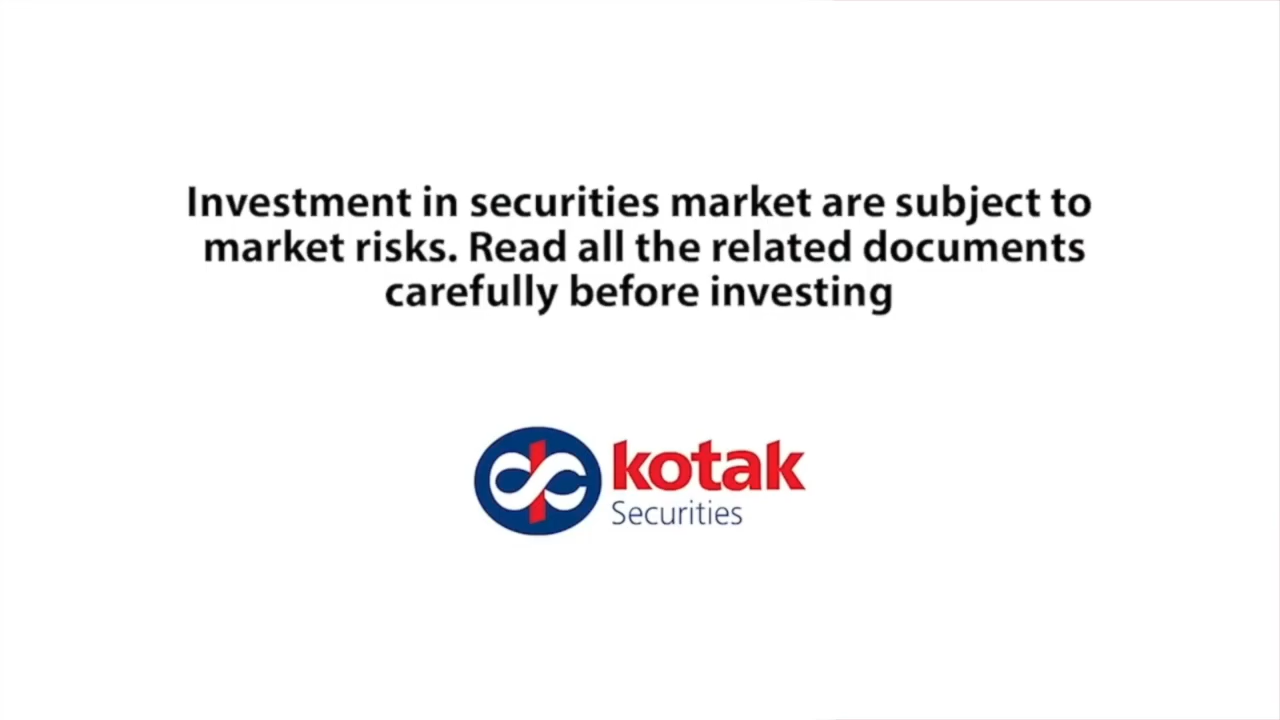 Investment in securities market are subject to
market risks. Read all the related documents
carefully before investing
kotak
Securities